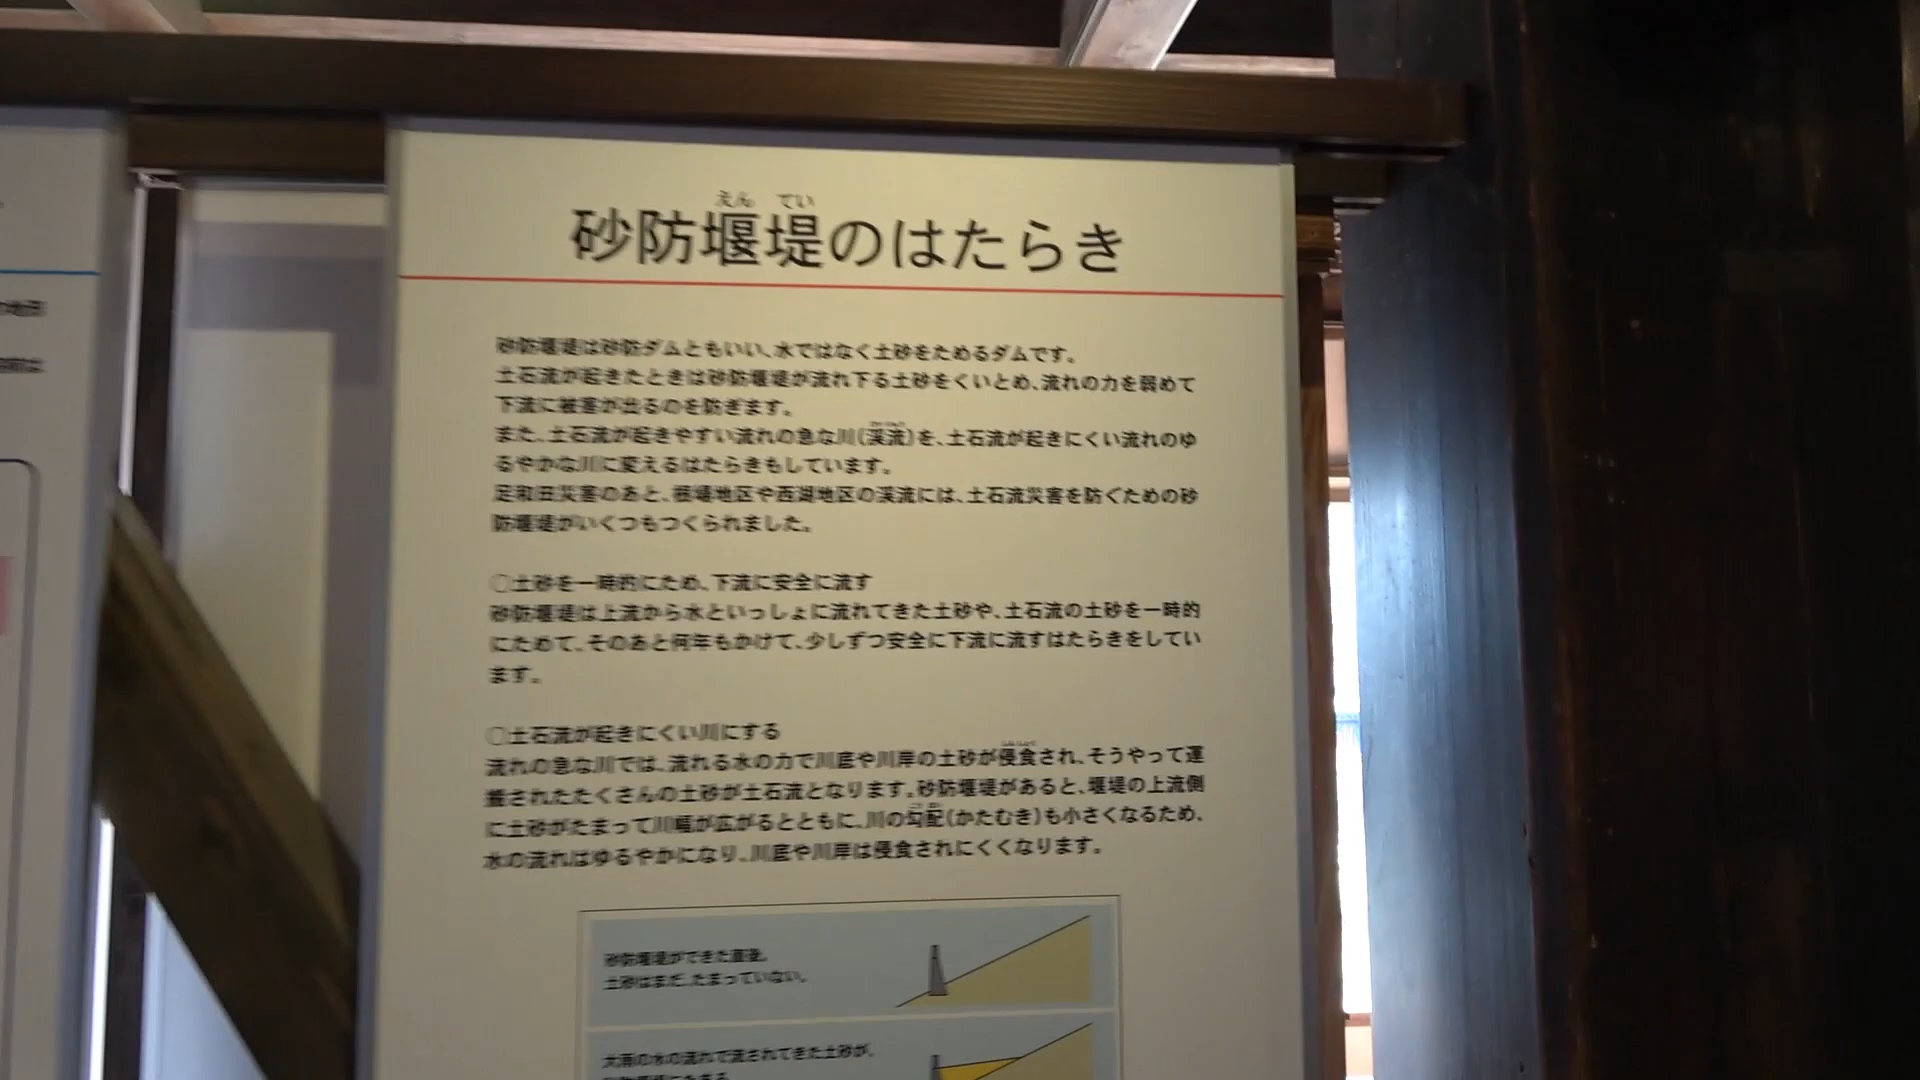 えん てい
砂防堰堤のはたらき
砂防堰堤は砂防ダムともいい、水ではなく土砂をためるダムです。
土石流が起きたときは砂防堰堤が流れ下る土砂をくいとめ、流れの力を弱めて
下流に被害が出るのを防ぎます。
また、土石流が起きやすい流れの急な川(渓流)を、土石流が起きにくい流れのゆ
るやかな川に変えるはたらきもしています。
足和田災害のあと、根場地区や西湖地区の渓流には、土石流災害を防ぐための砂
防堰堤がいくつもつくられました。
○土砂を一時的にため、下流に安全に流す
砂防堰堤は上流から水といっしょに流れてきた土砂や、土石流の土砂を一時的
にためて、そのあと何年もかけて、少しずつ安全に下流に流すはたらきをしてい
ます。
○土石流が起きにくい川にする
流れの急な川では、流れる水の力で川底や川岸の土砂が侵食され、そうやって運
搬されたたくさんの土砂が土石流となります。砂防堰堤があると、堰堤の上流側
に土砂がたまって川幅が広がるとともに、川の勾配(かたむき)も小さくなるため、
水の流れはゆるやかになり、川底や川岸は侵食されにくくなります。
砂防堰堤ができた直後。
土砂はまだ、たまっていない。
大雨の水の流れで流されてきた土砂が、